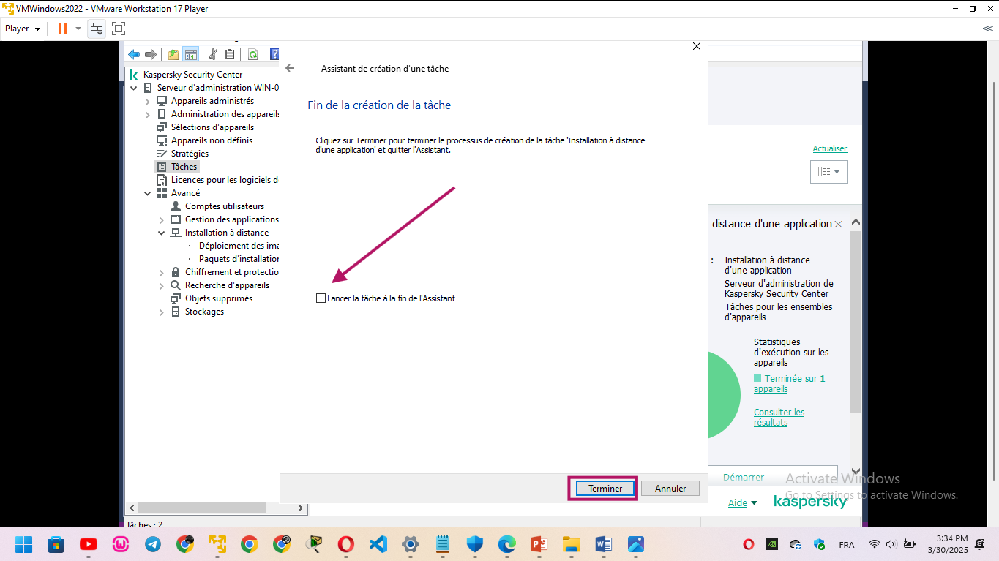 VMWindows2022 - VMware Workstation 17 Player
Player
Kaspersky Security Center
Serveur d'administration WIN-0
Appareils administrés
Administration des appareils
Sélections d'appareils
Appareils non définis
Stratégies
Tâches
Licences pour les logiciels d
Avancé
Comptes utilisateurs
Gestion des applications
Installation à distance
Déploiement des ima
Paquets d'installation
Chiffrement et protectio
Recherche d'appareils
Objets supprimés
Stockages
Tâches : 2
Assistant de création d'une tâche
Fin de la création de la tâche
Cliquez sur Terminer pour terminer le processus de création de la tâche 'Installation à distance
d'une application' et quitter l'Assistant.
Lancer la tâche à la fin de l'Assistant
Terminer
Annuler
Actualiser
distance d'une application
: Installation à distance
d'une application
Serveur d'administration de
Kaspersky Security Center
Tâches pour les ensembles
d'appareils
Statistiques
d'exécution sur les
appareils
Terminée sur 1
appareils
Consulter les
résultats
Démarrer
Aide
kaspersky
Activate Windows
Go to Settings to activate Windows.
FRA
3:34 PM
3/30/2025